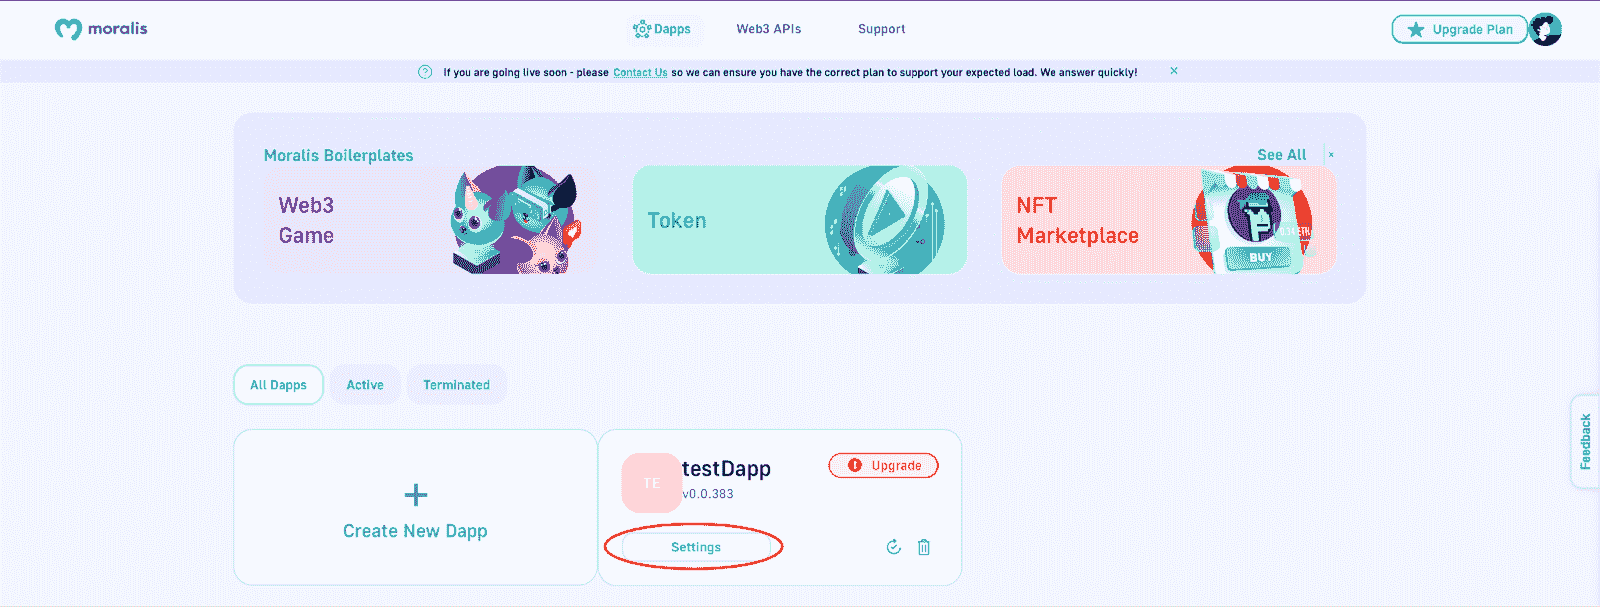 moralis
Dapps
Web3 APIs
Support
Upgrade Plan
If you are going live soon - please Contact Us so we can ensure you have the correct plan to support your expected load. We answer quickly!
Moralis Boilerplates
See All
Web3
Game
Token
NFT
Marketplace
BUY
All Dapps
Active
Terminated
Create New Dapp
TE
testDapp
v0.0.383
Upgrade
Settings
Feedback